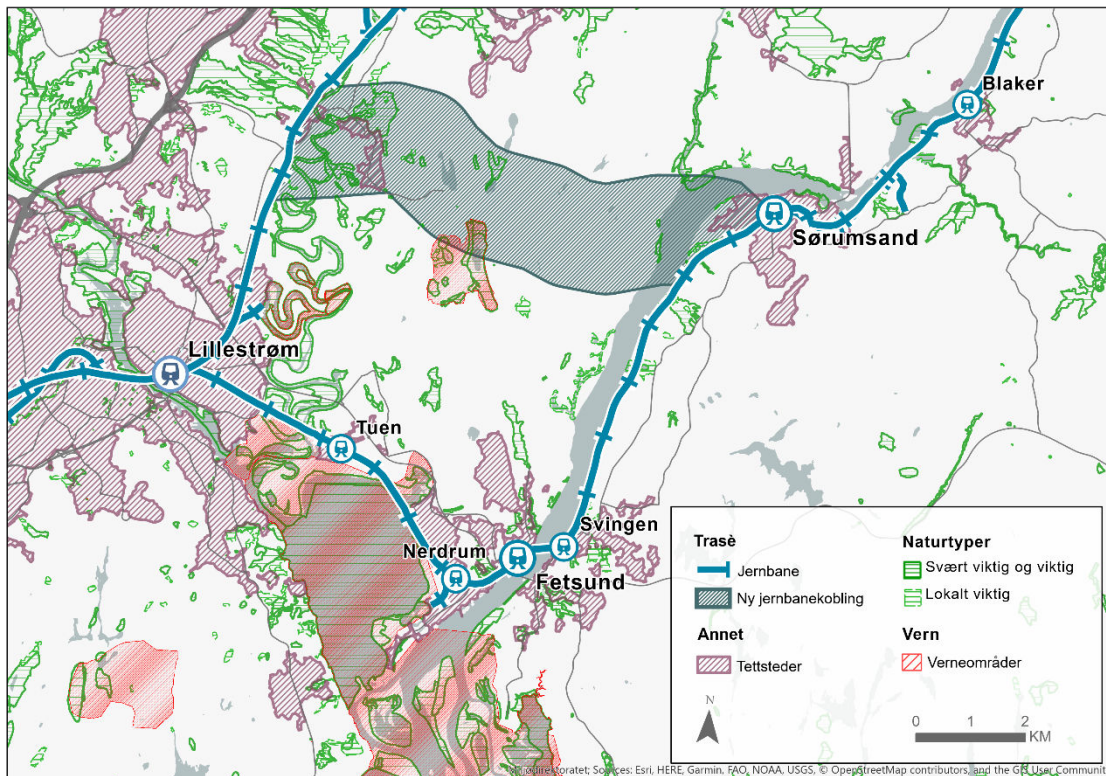 Blaker
Sørumsand
Lillestrøm
Tuen
Svingen
Nerdrum
Fetsund
Trasè
Jernbane
Ny jernbanekobling
Annet
Tettsteder
Naturtyper
Svært viktig og viktig
Lokalt viktig
Vern
Verneområder
N
0 1 2
KM
Sources: Esri, HERE, Garmin, FAO, NOAA, USGS, © OpenStreetMap contributors, and the GIS User Communit